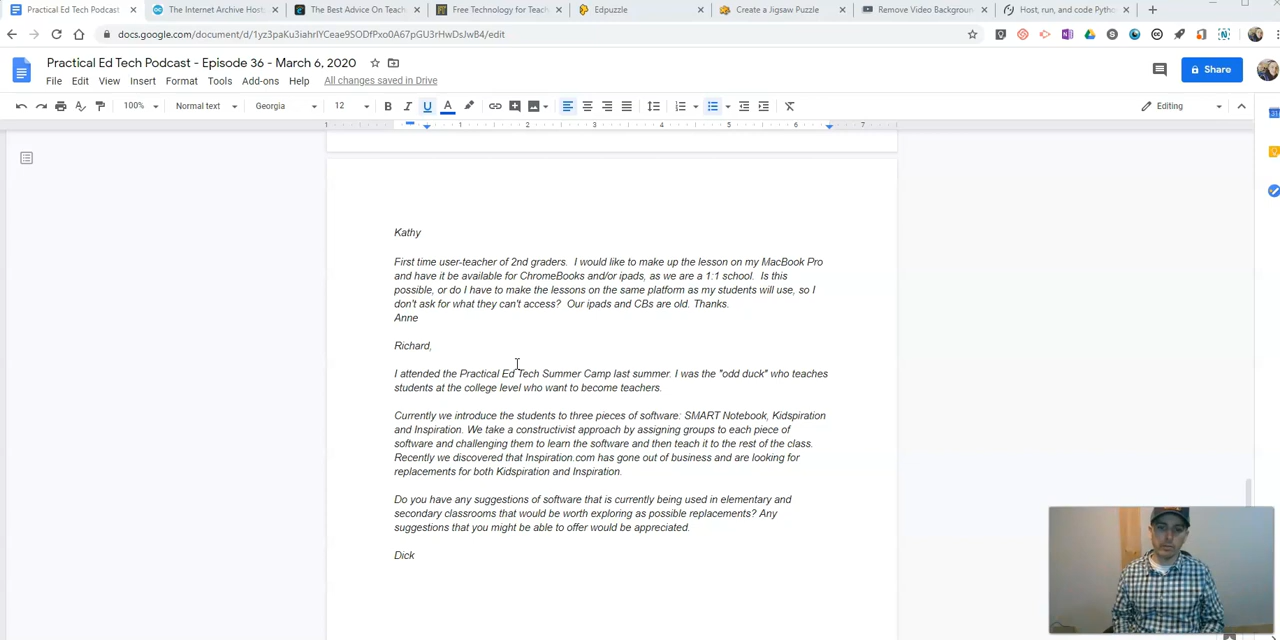 Practical Ed Tech Podcast
The Internet Archive Host
The Best Advice On Teach
Free Technology for Teach
Edpuzzle
Create a Jigsaw Puzzle
Remove Video Background
Host, run, and code Pytho
docs.google.com/document/d/1yz3paKu3iahrIYCeae9SODfPxo0A67pGU3rHwDsJw84/edit
Practical Ed Tech Podcast - Episode 36 - March 6, 2020
Share
File Edit View Insert Format Tools Add-ons Help All changes saved in Drive
100% Normal text Georgia 12 B I U A Editing
1 1 2 3 4 5 6 7
Kathy
First time user-teacher of 2nd graders. I would like to make up the lesson on my MacBook Pro
and have it be available for ChromeBooks and/or ipads, as we are a 1:1 school. Is this
possible, or do I have to make the lessons on the same platform as my students will use, so I
don't ask for what they can't access? Our ipads and CBs are old. Thanks.
Anne
Richard,
I attended the Practical Ed Tech Summer Camp last summer. I was the "odd duck" who teaches
students at the college level who want to become teachers.
Currently we introduce the students to three pieces of software: SMART Notebook, Kidspiration
and Inspiration. We take a constructivist approach by assigning groups to each piece of
software and challenging them to learn the software and then teach it to the rest of the class.
Recently we discovered that Inspiration.com has gone out of business and are looking for
replacements for both Kidspiration and Inspiration.
Do you have any suggestions of software that is currently being used in elementary and
secondary classrooms that would be worth exploring as possible replacements? Any
suggestions that you might be able to offer would be appreciated.
Dick